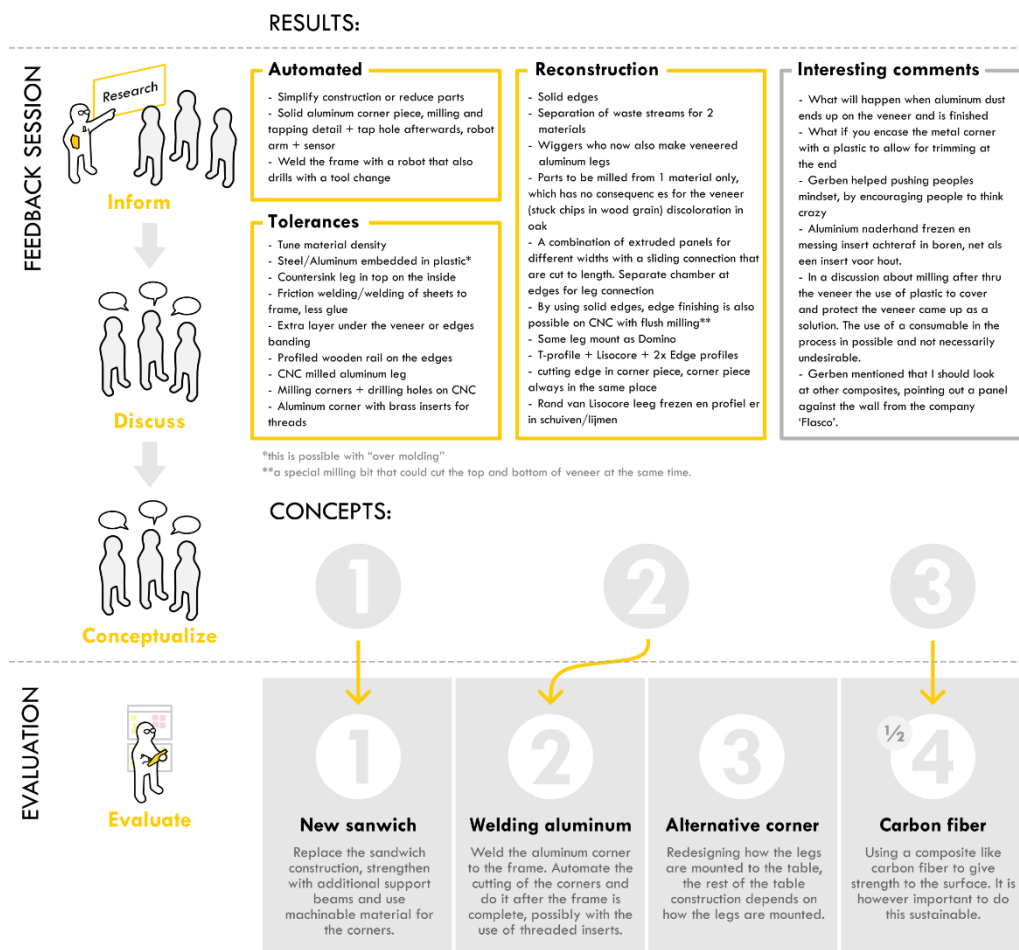 RESULTS:
FEEDBACK SESSION
Research
Inform
Automated
- Simplify construction or reduce parts
- Solid aluminum corner piece, milling and
tapping detail + tap hole afterwards, robot
arm + sensor
- Weld the frame with a robot that also
drills with a tool change
Tolerances
- Tune material density
- Steel/Aluminum embedded in plastic*
- Countersink leg in top on the inside
- Friction welding/welding of sheets to
frame, less glue
- Extra layer under the veneer or edges
banding
- Profiled wooden rail on the edges
- CNC milled aluminum leg
- Milling corners + drilling holes on CNC
- Aluminum corner with brass inserts for
threads
Reconstruction
- Solid edges
- Separation of waste streams for 2
materials
- Wiggers who now also make veneered
aluminum legs
- Parts to be milled from 1 material only,
which has no consequenc es for the veneer
(stuck chips in wood grain) discoloration in
oak
- A combination of extruded panels for
different widths with a sliding connection that
are cut to length. Separate chamber at
edges for leg connection
- By using solid edges, edge finishing is also
possible on CNC with flush milling**
- Same leg mount as Domino
- T-profile + Lisocore + 2x Edge profiles
- cutting edge in corner piece, corner piece
always in the same place
- Rand van Lisocore leeg frezen en profiel er
in schuiven/lijmen
Interesting comments
- What will happen when aluminum dust
ends up on the veneer and is finished
- What if you encase the metal corner
with a plastic to allow for trimming at
the end
- Gerben helped pushing peoples
mindset, by encouraging people to think
crazy
- Aluminium naderhand frezen en
messing insert achteraf in boren, net als
een insert voor hout.
- In a discussion about milling after thru
the veneer the use of plastic to cover
and protect the veneer came up as a
solution. The use of a consumable in the
process in possible and not necessarily
undesirable.
- Gerben mentioned that I should look
at other composites, pointing out a panel
against the wall from the company
'Flasco'.
*this is possible with "over molding"
**a special milling bit that could cut the top and bottom of veneer at the same time.
Discuss
Conceptualize
CONCEPTS:
1
2
3
EVALUATION
Evaluate
1
New sanwich
Replace the sandwich
construction, strengthen
with additional support
beams and use
machinable material for
the corners.
2
Welding aluminum
Weld the aluminum corner
to the frame. Automate the
cutting of the corners and
do it after the frame is
complete, possibly with the
use of threaded inserts.
3
Alternative corner
Redesigning how the legs
are mounted to the table,
the rest of the table
construction depends on
how the legs are mounted.
½
4
Carbon fiber
Using a composite like
carbon fiber to give
strength to the surface. It is
however important to do
this sustainable.